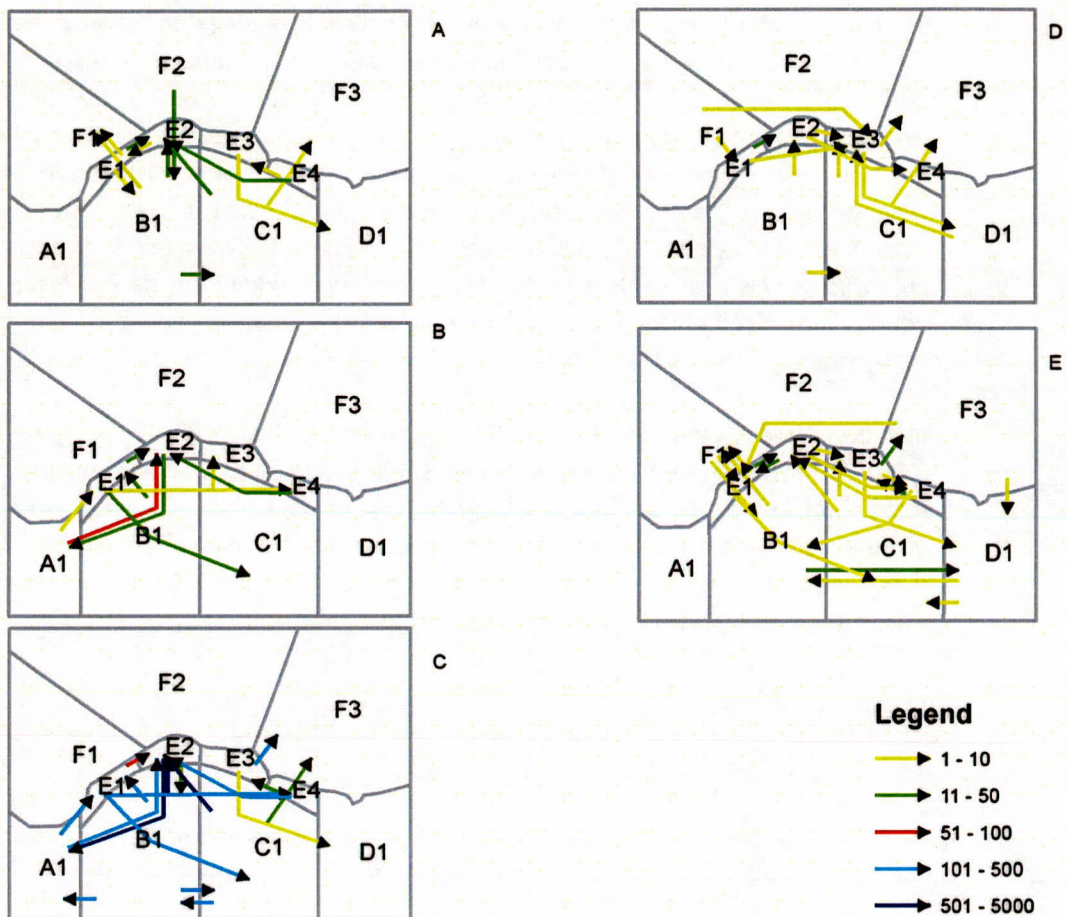 A
F2
F3
F1
E2
E3
E1
E4
B1
C1
A1
D1
D
F2
F3
F1
E2
E3
E1
E4
B1
C1
A1
D1
B
F2
F3
F1
E2
E3
E1
E4
B1
C1
A1
D1
E
F2
F3
F1
E2
E3
E1
E4
B1
C1
A1
D1
C
F2
F3
F1
E2
E3
E1
E4
B1
C1
A1
D1
Legend
1 - 10
11 - 50
51 - 100
101 - 500
501 - 5000